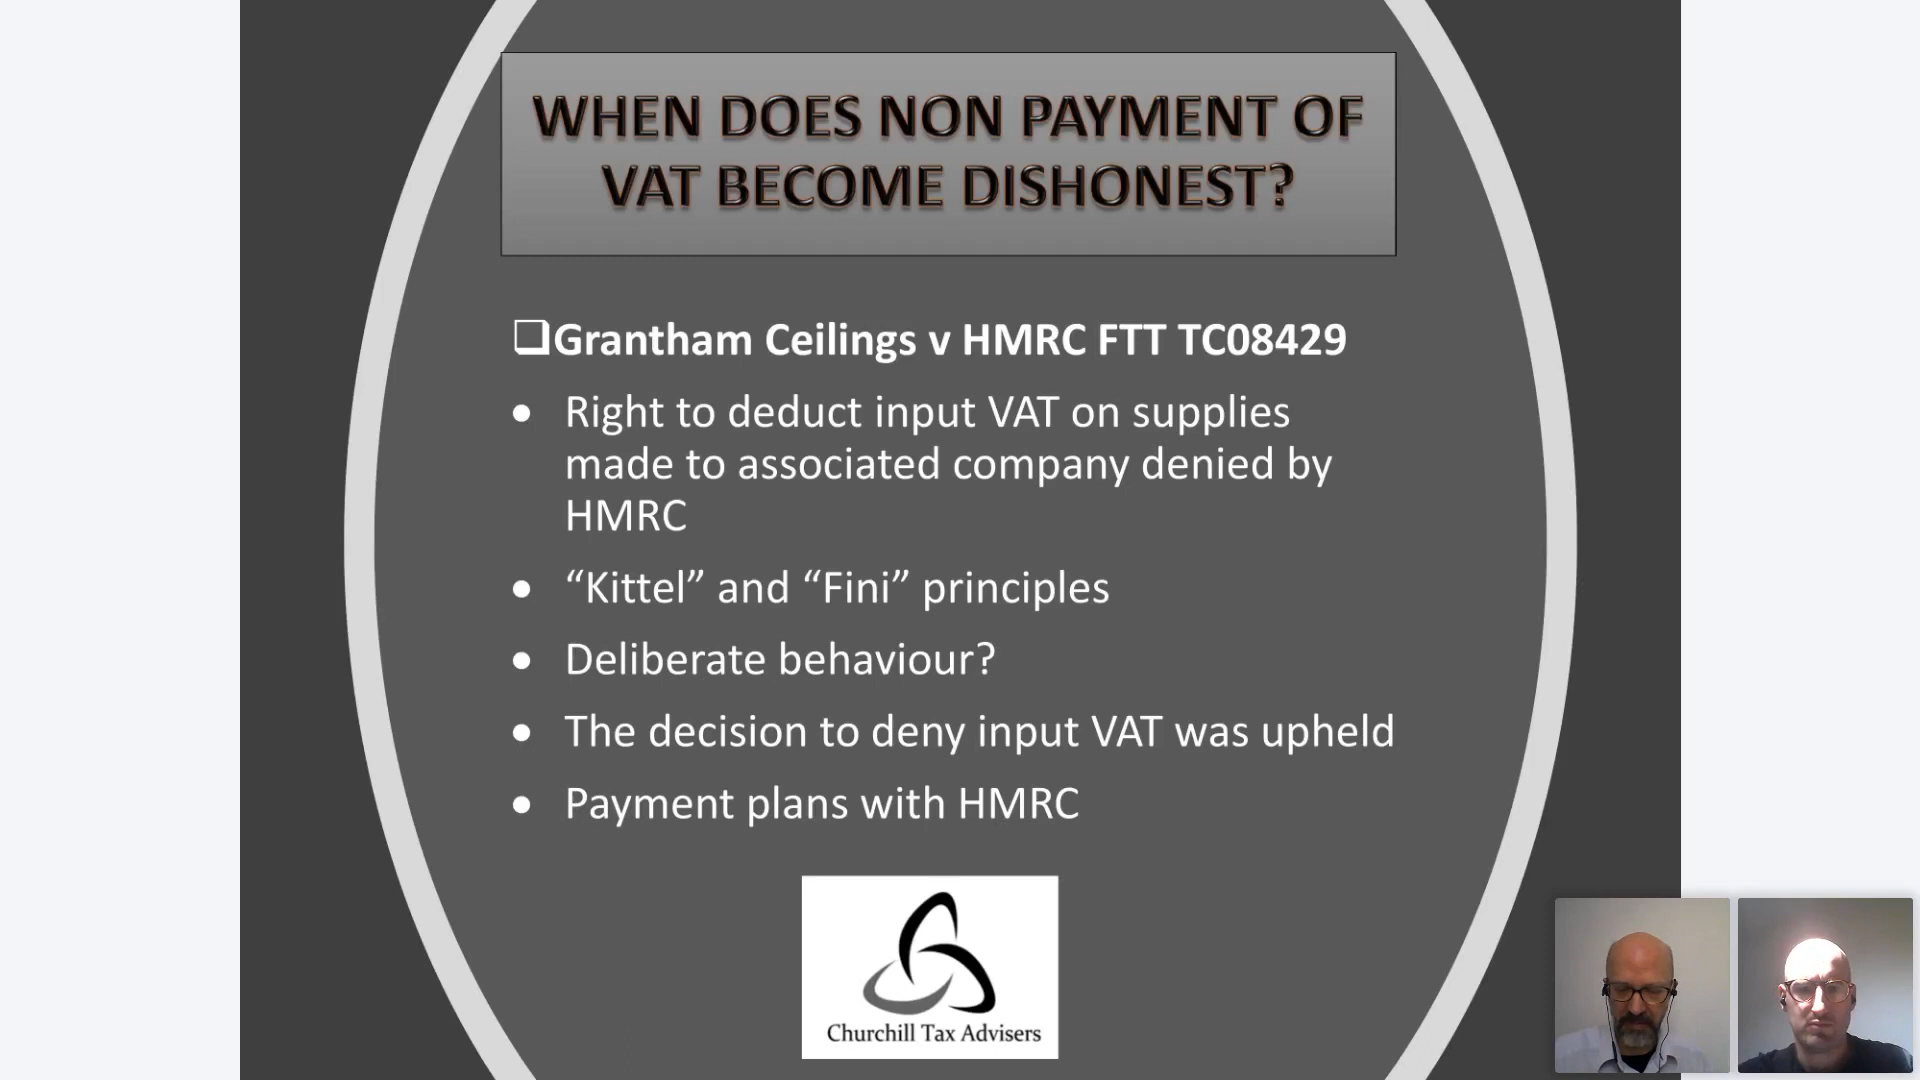 WHEN DOES NON PAYMENT OF
VAT BECOME DISHONEST?
Grantham Ceilings v HMRC FTT TC08429
• Right to deduct input VAT on supplies
made to associated company denied by
HMRC
• “Kittel” and “Fini” principles
• Deliberate behaviour?
• The decision to deny input VAT was upheld
• Payment plans with HMRC
Churchill Tax Advisers